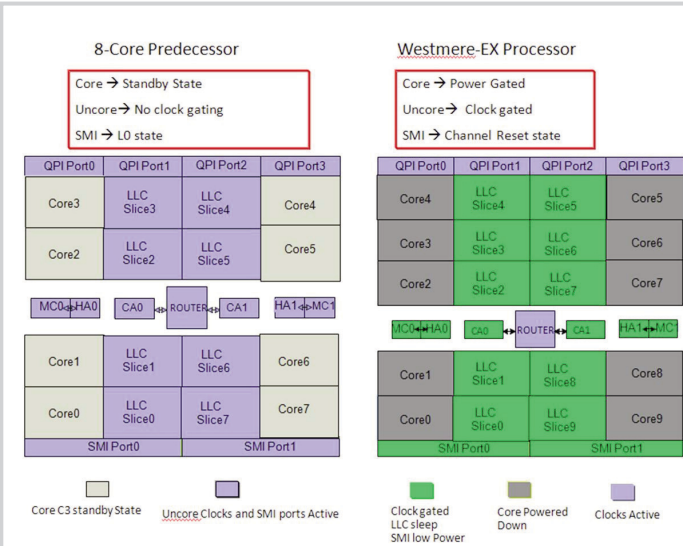 8-Core Predecessor
Core → Standby State
Uncore→ No clock gating
SMI → L0 state
QPI Port0 QPI Port1 QPI Port2 QPI Port3
Core3 LLC Slice3 LLC Slice4 Core4
Core2 LLC Slice2 LLC Slice5 Core5
MC0 HA0 CA0 ROUTER CA1 HA1 MC1
Core1 LLC Slice1 LLC Slice6 Core6
Core0 LLC Slice0 LLC Slice7 Core7
SMI Port0 SMI Port1
Core C3 standby State
Uncore Clocks and SMI ports Active
Westmere-EX Processor
Core → Power Gated
Uncore→ Clock gated
SMI → Channel Reset state
QPI Port0 QPI Port1 QPI Port2 QPI Port3
Core4 LLC Slice4 LLC Slice5 Core5
Core3 LLC Slice3 LLC Slice6 Core6
Core2 LLC Slice2 LLC Slice7 Core7
MC0 HA0 CA0 ROUTER CA1 HA1 MC1
Core1 LLC Slice1 LLC Slice8 Core8
Core0 LLC Slice0 LLC Slice9 Core9
SMI Port0 SMI Port1
Clock gated
LLC sleep
SMI low Power
Core Powered
Down
Clocks Active